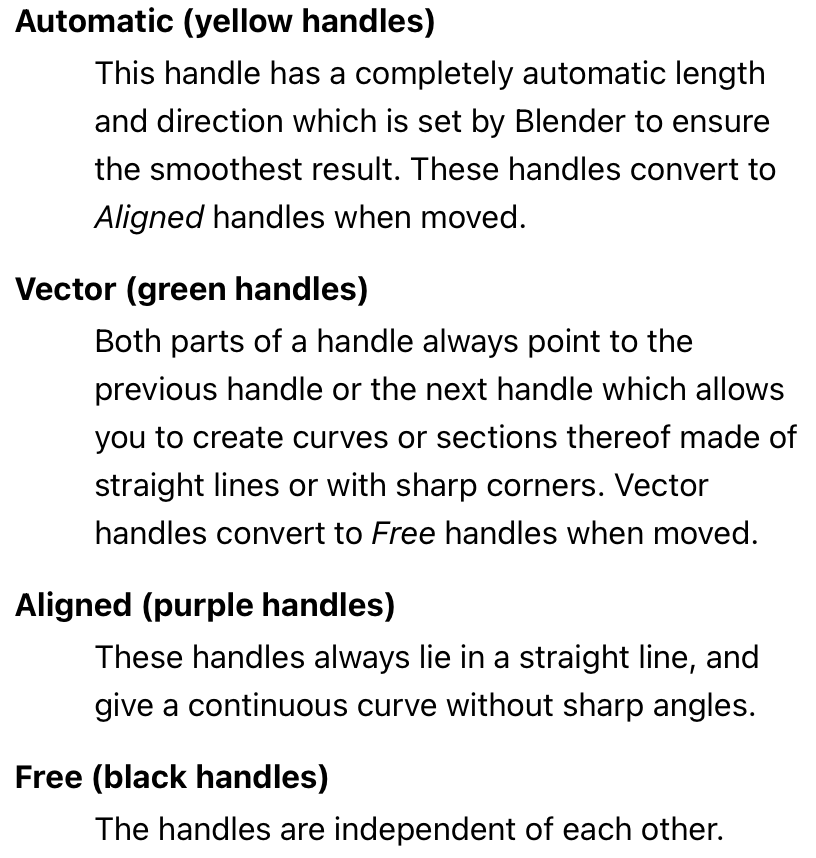 Automatic (yellow handles)
This handle has a completely automatic length
and direction which is set by Blender to ensure
the smoothest result. These handles convert to
Aligned handles when moved.
Vector (green handles)
Both parts of a handle always point to the
previous handle or the next handle which allows
you to create curves or sections thereof made of
straight lines or with sharp corners. Vector
handles convert to Free handles when moved.
Aligned (purple handles)
These handles always lie in a straight line, and
give a continuous curve without sharp angles.
Free (black handles)
The handles are independent of each other.